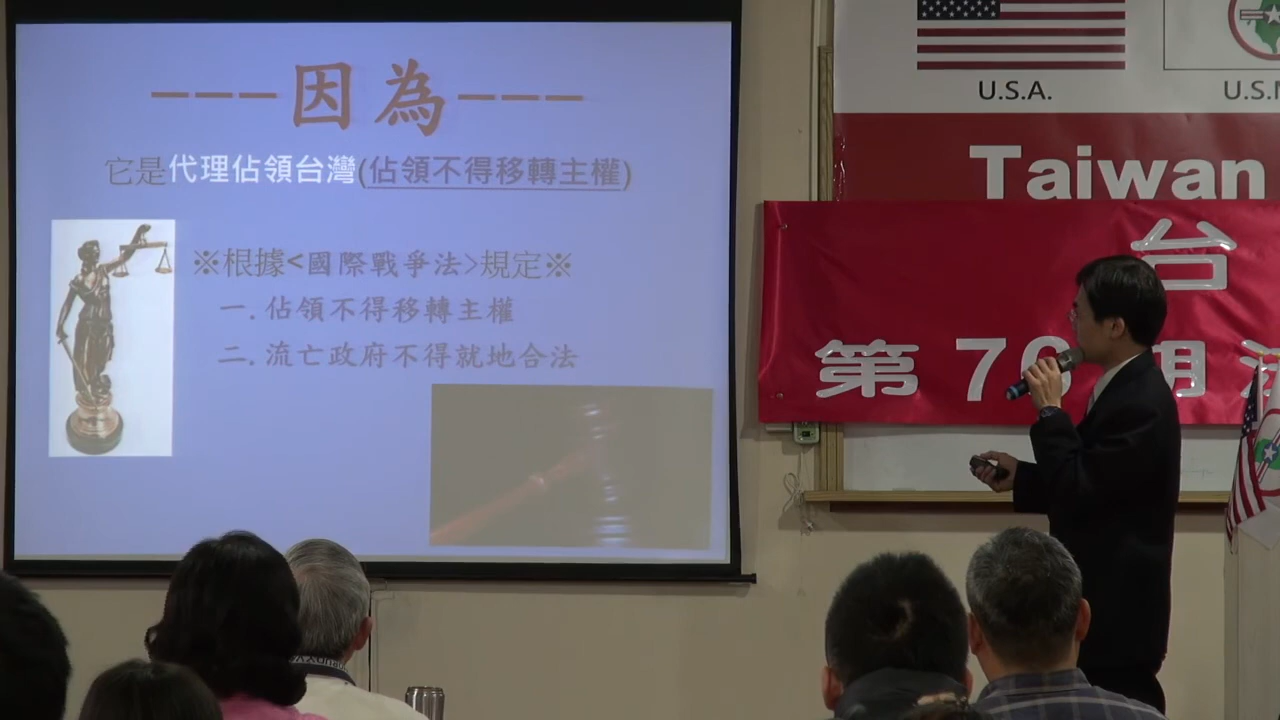 ---因為---
它是代理佔領台灣(佔領不得移轉主權)
※根據<國際戰爭法>規定※
一.佔領不得移轉主權
二.流亡政府不得就地合法
U.S.A.
Taiwan
台
第 7